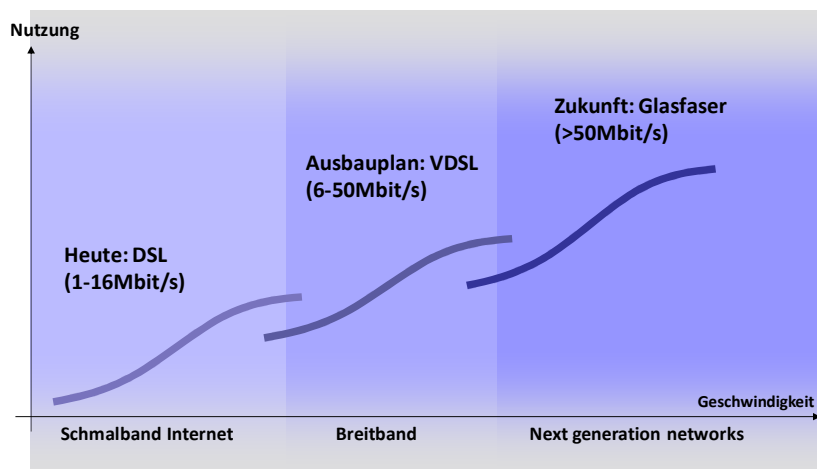 Nutzung
Zukunft: Glasfaser
(>50Mbit/s)
Ausbauplan: VDSL
(6-50Mbit/s)
Heute: DSL
(1-16Mbit/s)
Geschwindigkeit
Schmalband Internet
Breitband
Next generation networks